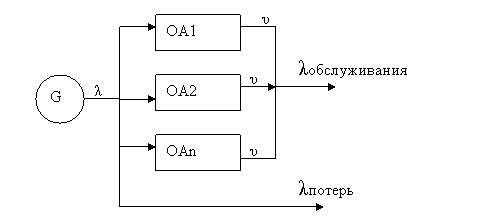 OA1
υ
λобслуживания
G
λ
OA2
υ
OAn
υ
λпотерь